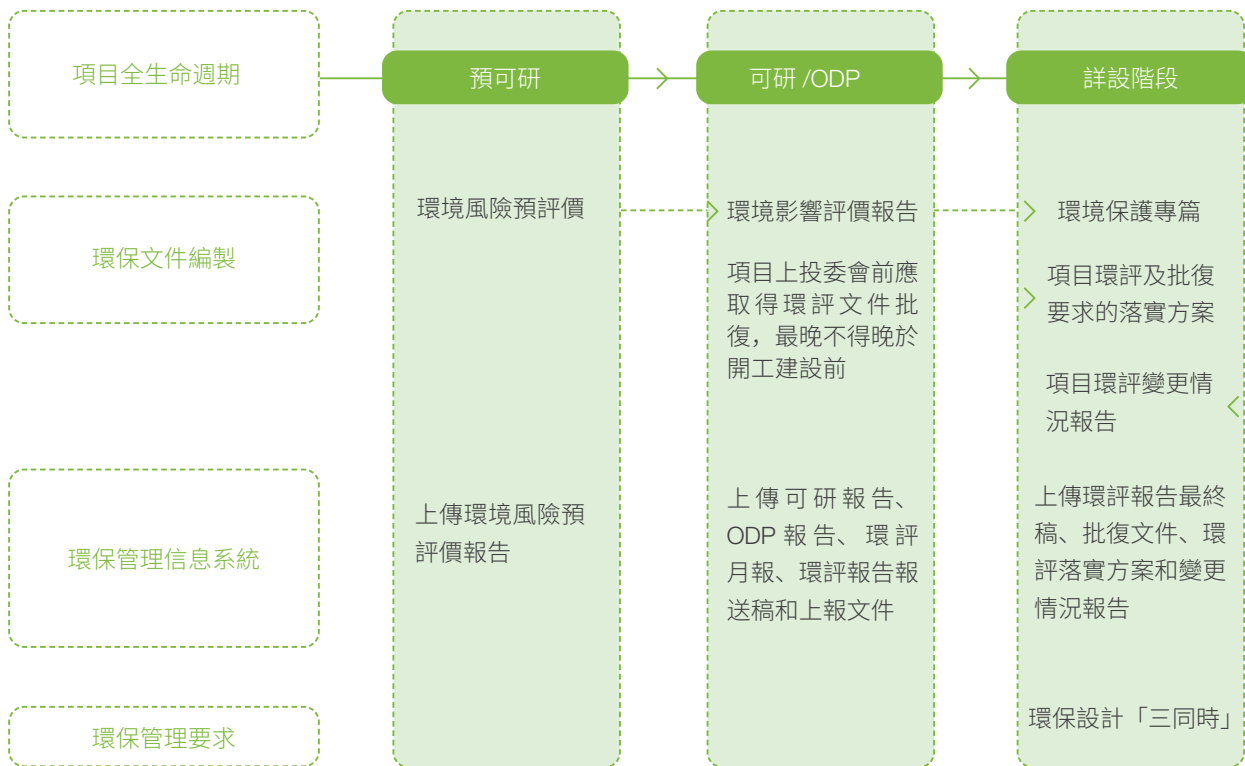 項目全生命週期
預可研
可研 /ODP
詳設階段
環保文件編製
環境風險預評價
環境影響評價報告
項目上投委會前應
取得環評文件批
復，最晚不得晚於
開工建設前
環境保護專篇
項目環評及批復
要求的落實方案
項目環評變更情
況報告
環保管理信息系統
上傳環境風險預
評價報告
上傳可研報告、
ODP 報告、環評
月報、環評報告報
送稿和上報文件
上傳環評報告最終
稿、批復文件、環
評落實方案和變更
情況報告
環保管理要求
環保設計「三同時」